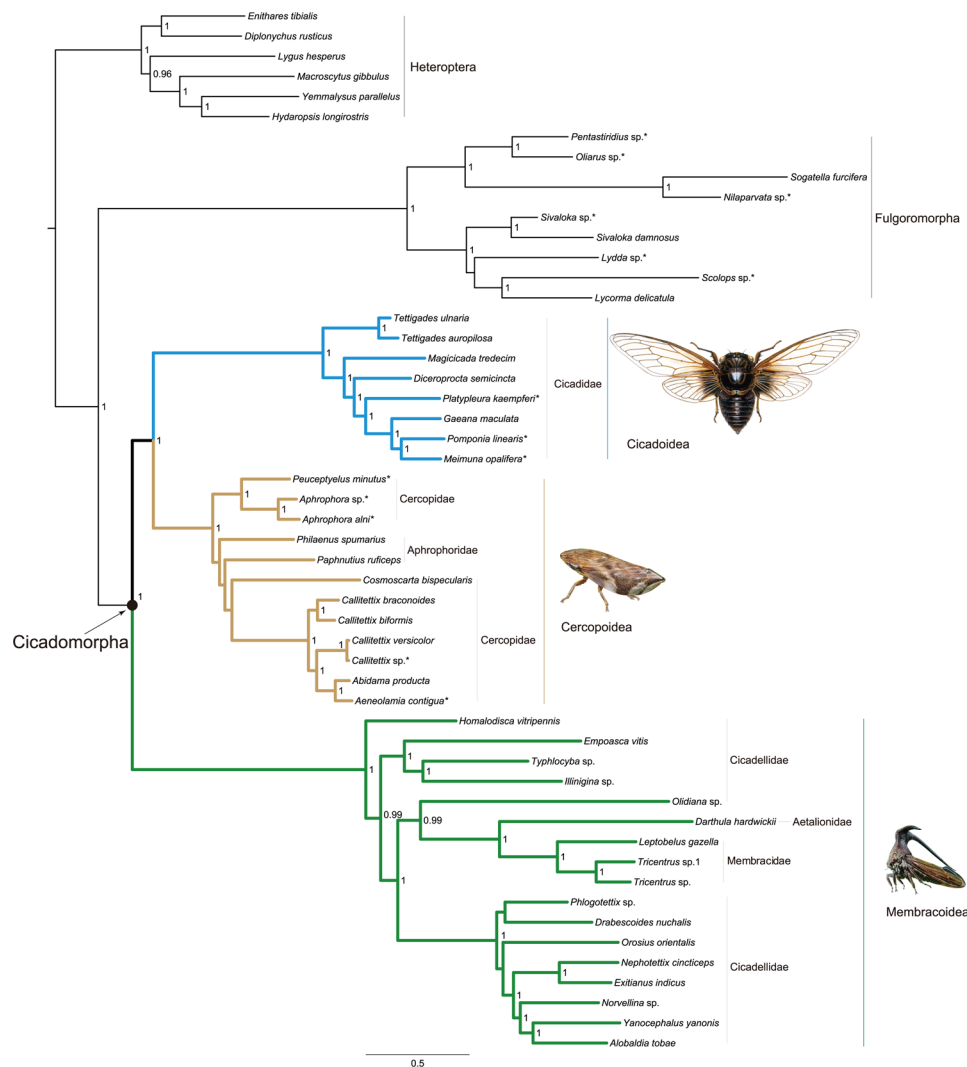 Enithares tibialis
1
Diplonychus rusticus
1
Lygus hesperus
Heteroptera
0.96
Macroscytus gibbulus
1
Yemmalysus parallelus
1
Hydaropsis longirostris
Pentastiridius sp.*
1
Oliarus sp.*
1
Sogatella furcifera
1
Nilaparvata sp.*
1
1
Sivaloka sp.*
Fulgoromorpha
1
Sivaloka damnosus
1
Lydda sp.*
Scolops sp.*
1
Lycorma delicatula
Tettigades ulnaria
1
Tettigades auropilosa
1
Magicicada tredecim
1
Diceroprocta semicincta
Cicadidae
1
Platypleura kaempferi*
1
Gaeana maculata
1
Pomponia linearis*
Cicadoidea
1
Meimuna opalifera*
1
Peuceptyelus minutus*
1
Aphrophora sp.*
Cercopidae
1
Aphrophora alni*
1
Philaenus spumarius
Aphrophoridae
Paphnutius ruficeps
Cosmoscarta bispecularis
Callitettix braconoides
1
Callitettix biformis
Cercopoidea
1
Callitettix versicolor
Cercopidae
1
Callitettix sp.*
1
Abidama producta
1
Aeneolamia contigua*
1
Cicadomorpha
Homalodisca vitripennis
Empoasca vitis
1
Typhlocyba sp.
Cicadellidae
1
1
Illinigina sp.
Olidiana sp.
0.99
0.99
Darthula hardwickii
Aetalionidae
1
Leptobelus gazella
1
Tricentrus sp.1
Membracidae
1
Tricentrus sp.
1
Phlogotettix sp.
Membracoidea
Drabescoides nuchalis
1
Orosius orientalis
Nephotettix cincticeps
Cicadellidae
1
Exitianus indicus
1
Norvellina sp.
1
Yanocephalus yanonis
1
Alobaldia tobae
0.5